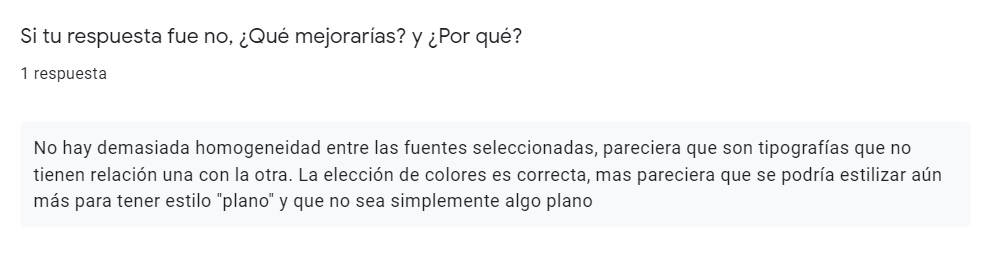 Si tu respuesta fue no, ¿Qué mejorarías? y ¿Por qué?
1 respuesta
No hay demasiada homogeneidad entre las fuentes seleccionadas, pareciera que son tipografías que no
tienen relación una con la otra. La elección de colores es correcta, mas pareciera que se podría estilizar aún
más para tener estilo "plano" y que no sea simplemente algo plano